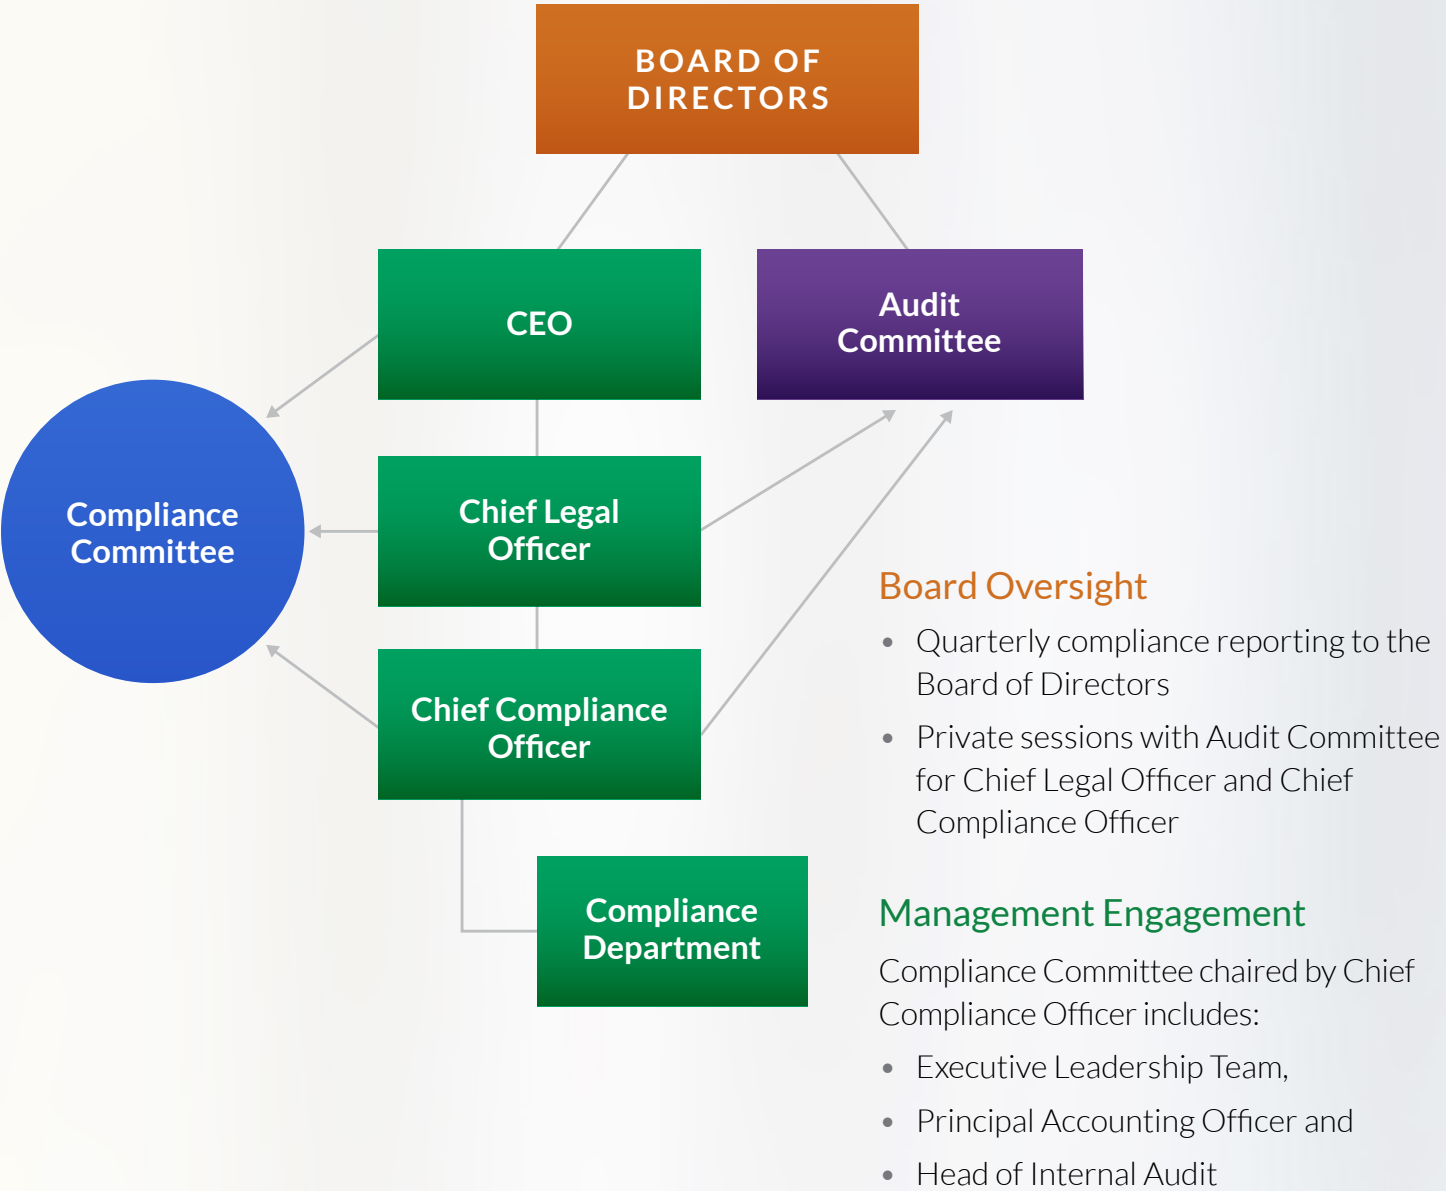 BOARD OF
DIRECTORS
CEO
Audit
Committee
Compliance
Committee
Chief Legal
Officer
Chief Compliance
Officer
Compliance
Department
Board Oversight
• Quarterly compliance reporting to the
Board of Directors
• Private sessions with Audit Committee
for Chief Legal Officer and Chief
Compliance Officer
Management Engagement
Compliance Committee chaired by Chief
Compliance Officer includes:
• Executive Leadership Team,
• Principal Accounting Officer and
• Head of Internal Audit